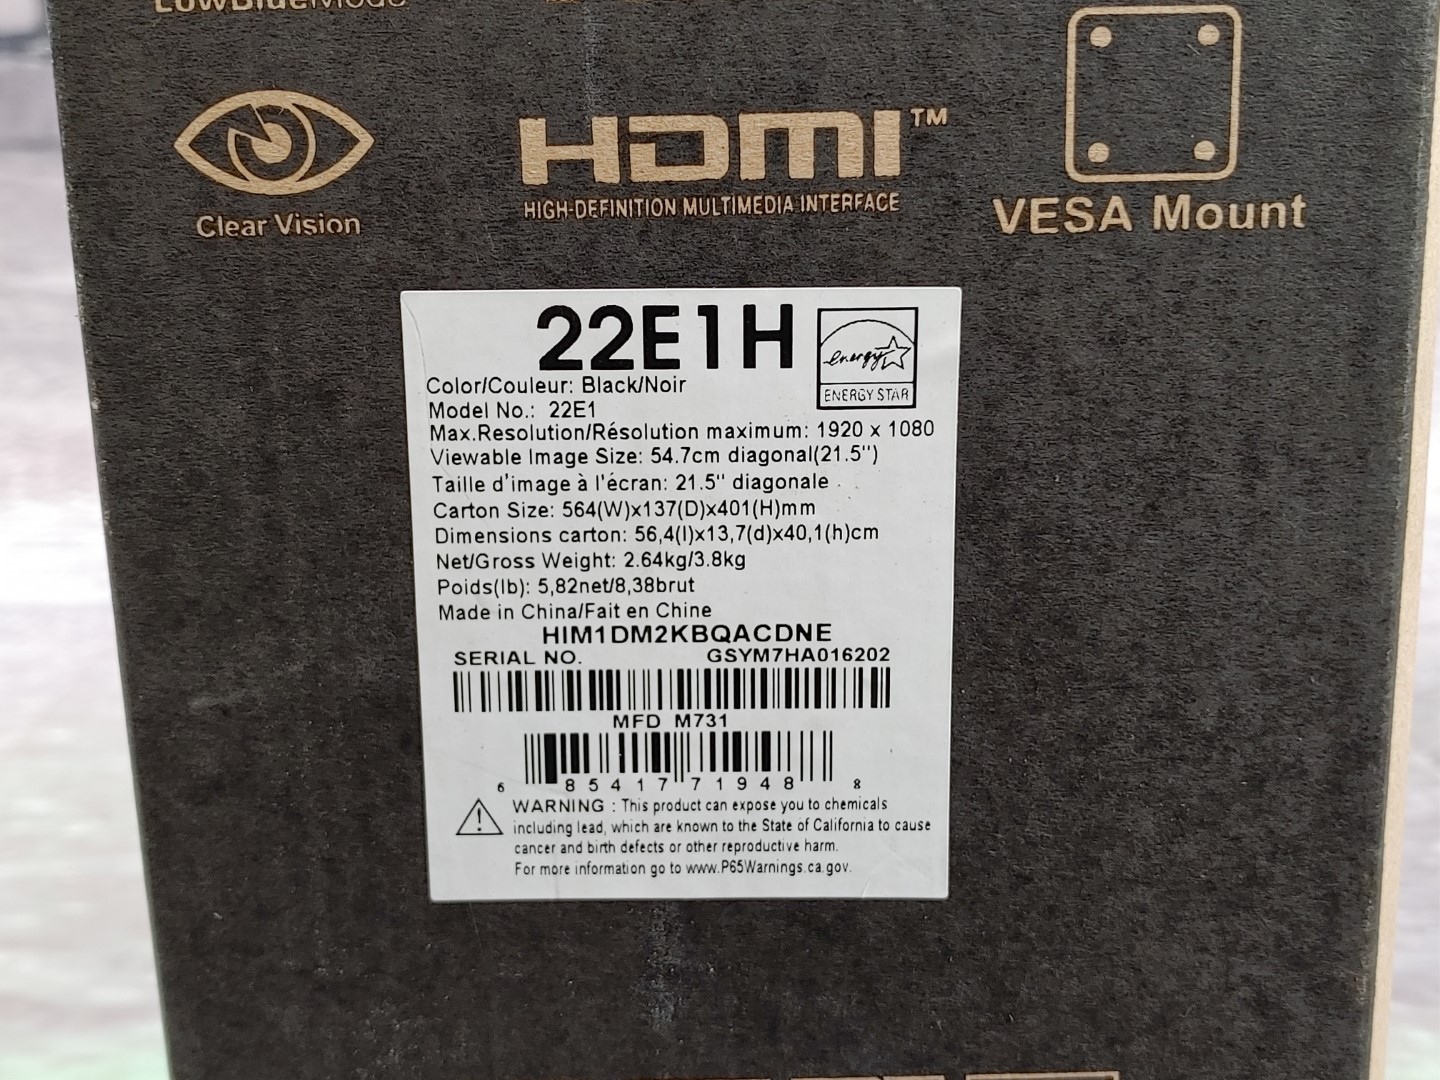 LowBlueMode
Clear Vision
HDMI™
HIGH-DEFINITION MULTIMEDIA INTERFACE
VESA Mount
22E1H
energy
ENERGY STAR
Color/Couleur: Black/Noir
Model No.: 22E1
Max.Resolution/Résolution maximum: 1920 x 1080
Viewable Image Size: 54.7cm diagonal(21.5'')
Taille d'image à l'écran: 21.5'' diagonale
Carton Size: 564(W)x137(D)x401(H)mm
Dimensions carton: 56,4(l)x13,7(d)x40,1(h)cm
Net/Gross Weight: 2.64kg/3.8kg
Poids(lb): 5,82net/8,38brut
Made in China/Fait en Chine
HIM1DM2KBQACDNE
SERIAL NO. GSYM7HA016202
MFD M731
6 85417 71948 8
WARNING : This product can expose you to chemicals
including lead, which are known to the State of California to cause
cancer and birth defects or other reproductive harm.
For more information go to www.P65Warnings.ca.gov.